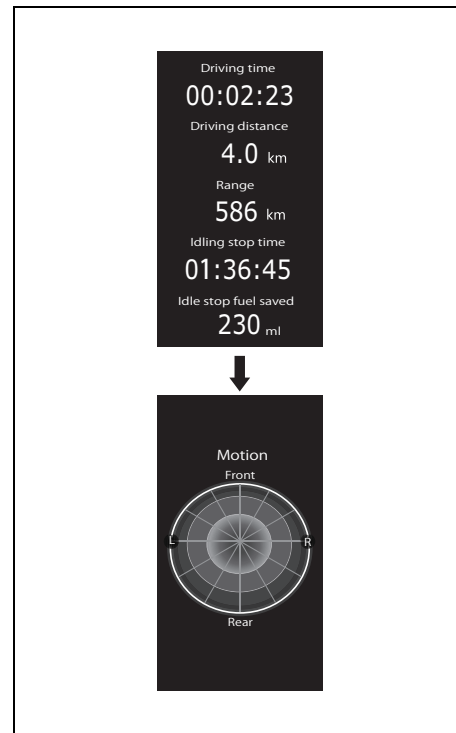 Driving time
00:02:23
Driving distance
4.0 km
Range
586 km
Idling stop time
01:36:45
Idle stop fuel saved
230 ml
Motion
Front
L R
Rear